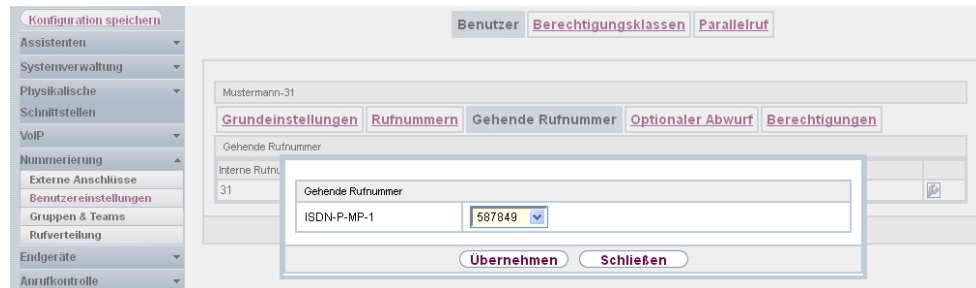 Konfiguration speichern
Assistenten
Systemverwaltung
Physikalische
Schnittstellen
VoIP
Nummerierung
Externe Anschlüsse
Benutzereinstellungen
Gruppen & Teams
Rufverteilung
Endgeräte
Anrufkontrolle
Benutzer Berechtigungsklassen Parallelruf
Mustermann-31
Grundeinstellungen Rufnummern Gehende Rufnummer Optionaler Abwurf Berechtigungen
Gehende Rufnummer
Interne Rufnu
31
Gehende Rufnummer
ISDN-P-MP-1 587849
Übernehmen Schließen